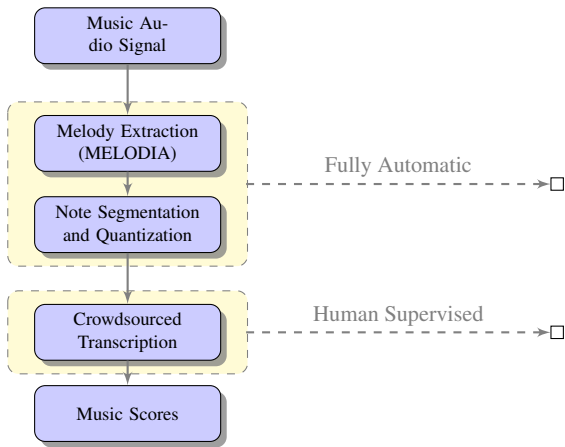 Music Au-
dio Signal
Melody Extraction
(MELODIA)
Fully Automatic
Note Segmentation
and Quantization
Crowdsourced
Transcription
Human Supervised
Music Scores